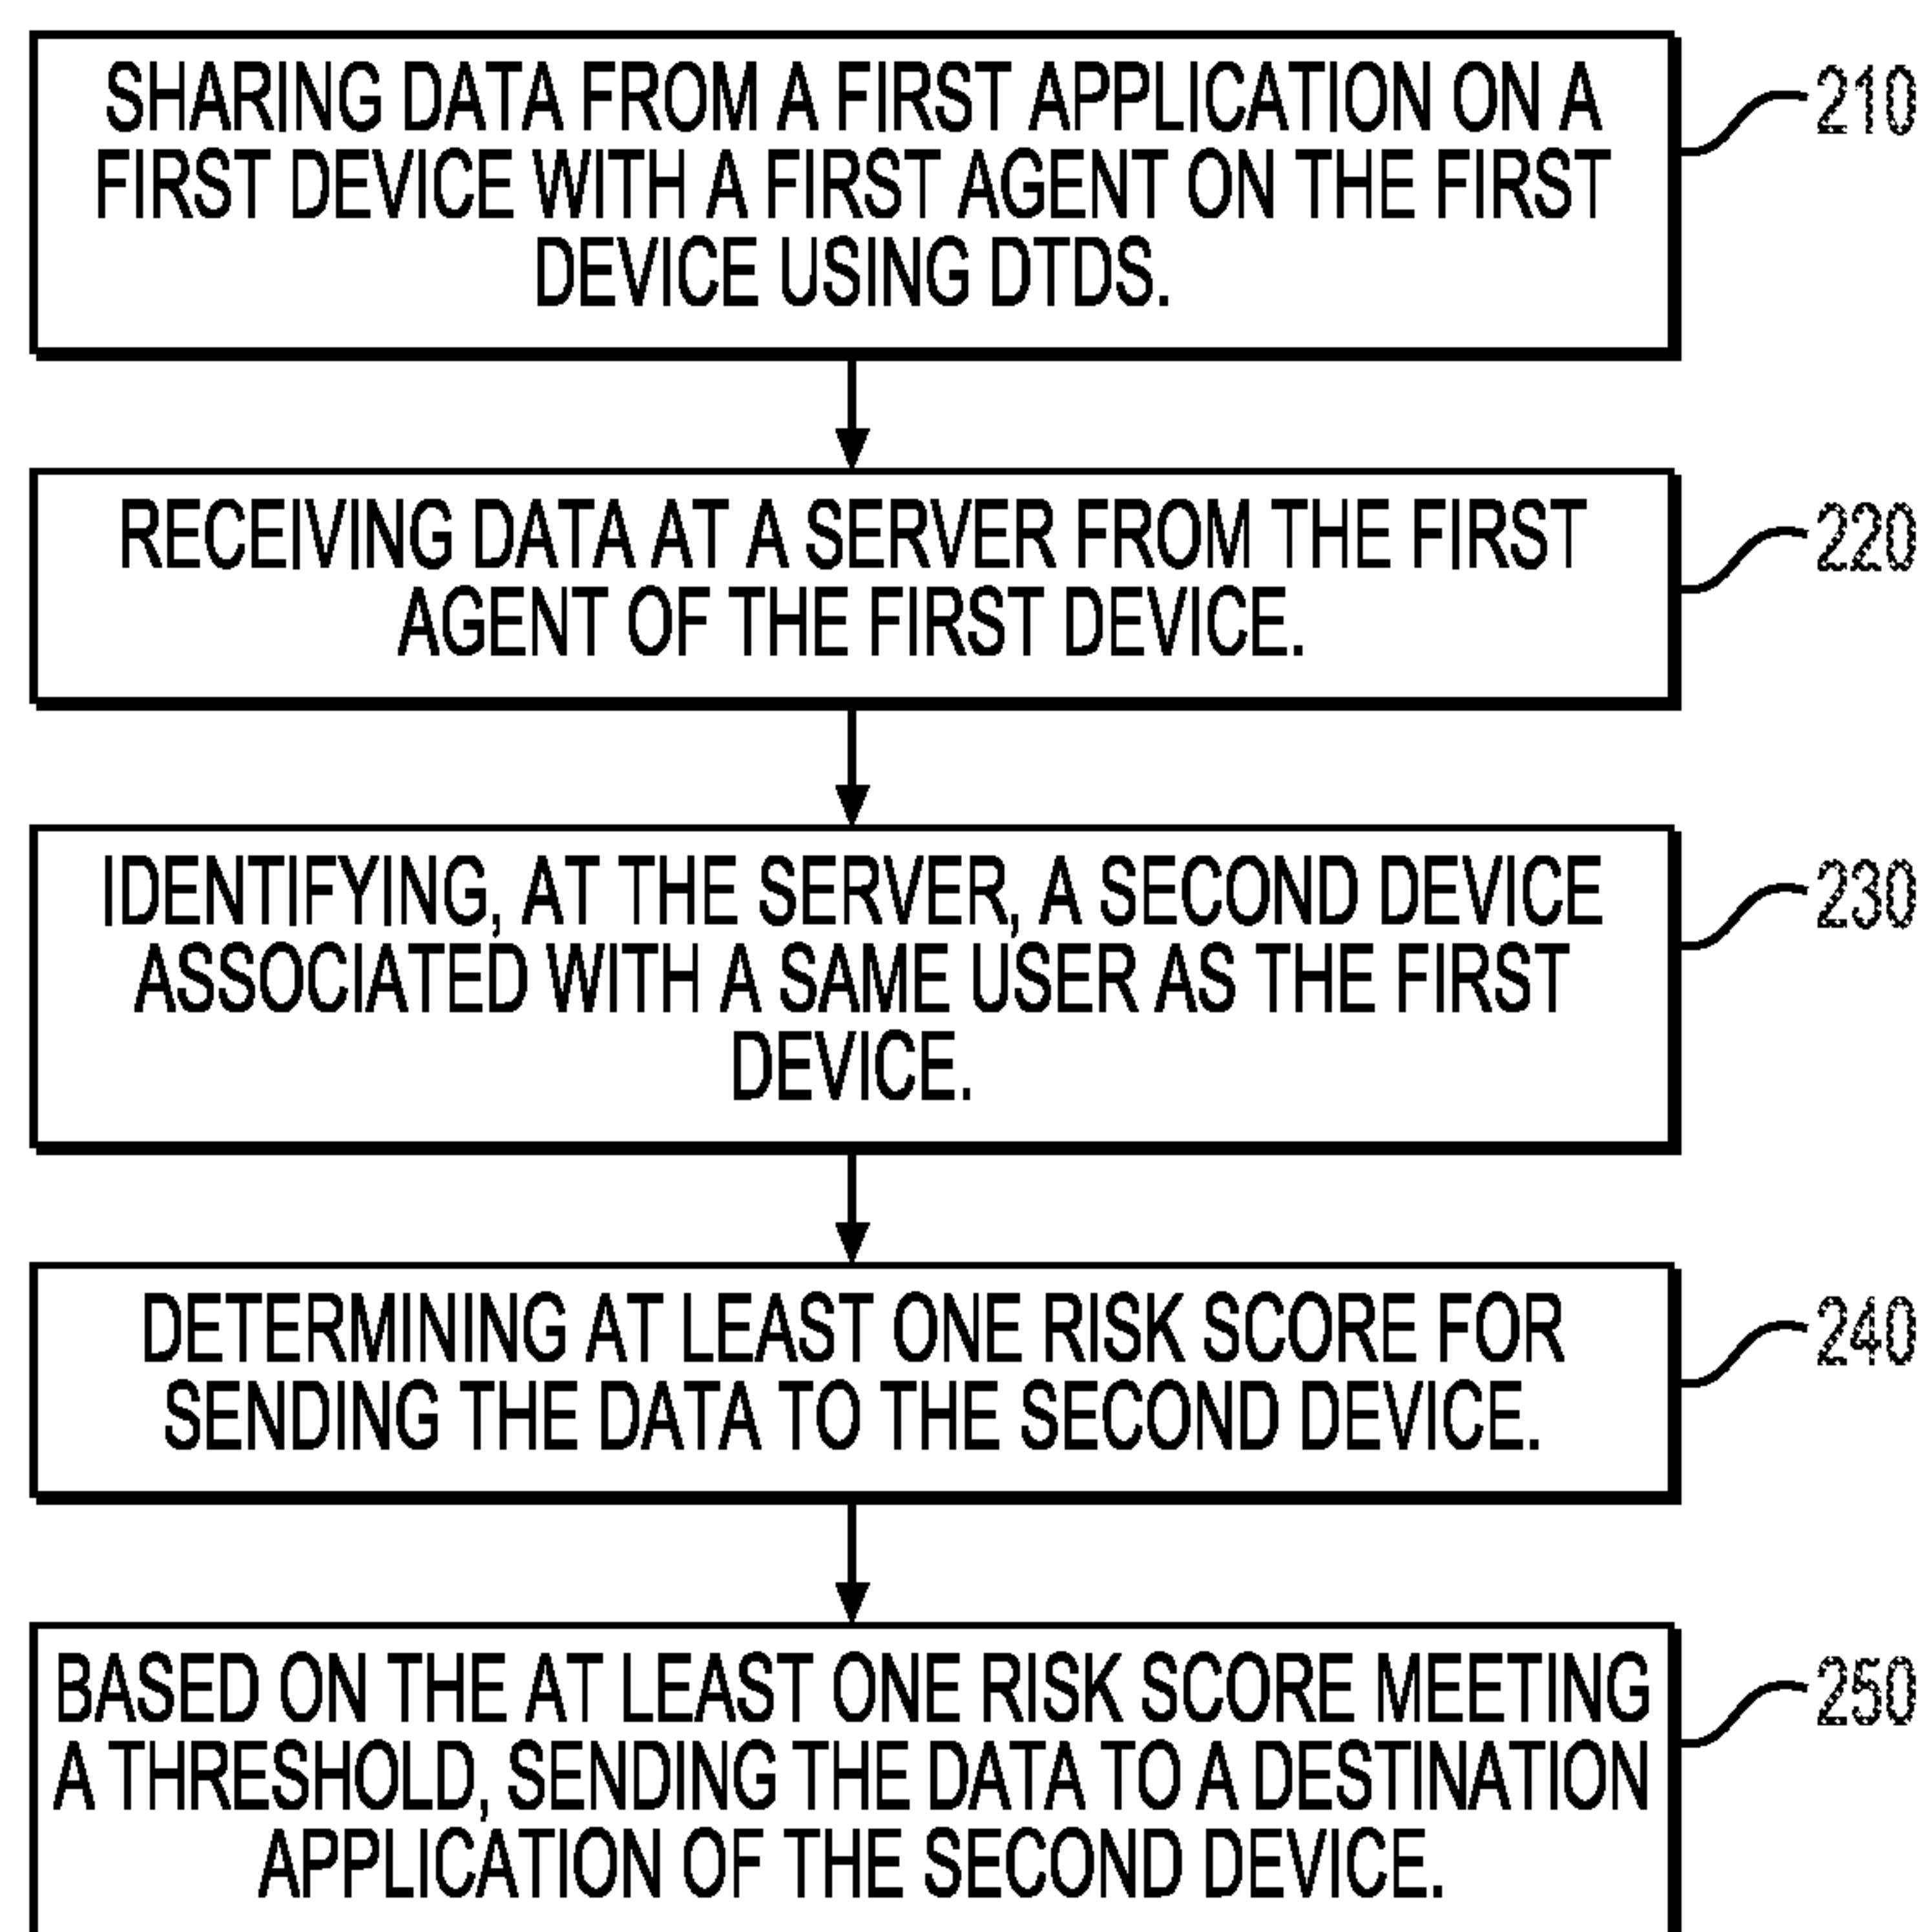 SHARING DATA FROM A FIRST APPLICATION ON A
FIRST DEVICE WITH A FIRST AGENT ON THE FIRST
DEVICE USING DTDS.
210
RECEIVING DATA AT A SERVER FROM THE FIRST
AGENT OF THE FIRST DEVICE.
220
IDENTIFYING, AT THE SERVER, A SECOND DEVICE
ASSOCIATED WITH A SAME USER AS THE FIRST
DEVICE.
230
DETERMINING AT LEAST ONE RISK SCORE FOR
SENDING THE DATA TO THE SECOND DEVICE.
240
BASED ON THE AT LEAST ONE RISK SCORE MEETING
A THRESHOLD, SENDING THE DATA TO A DESTINATION
APPLICATION OF THE SECOND DEVICE.
250